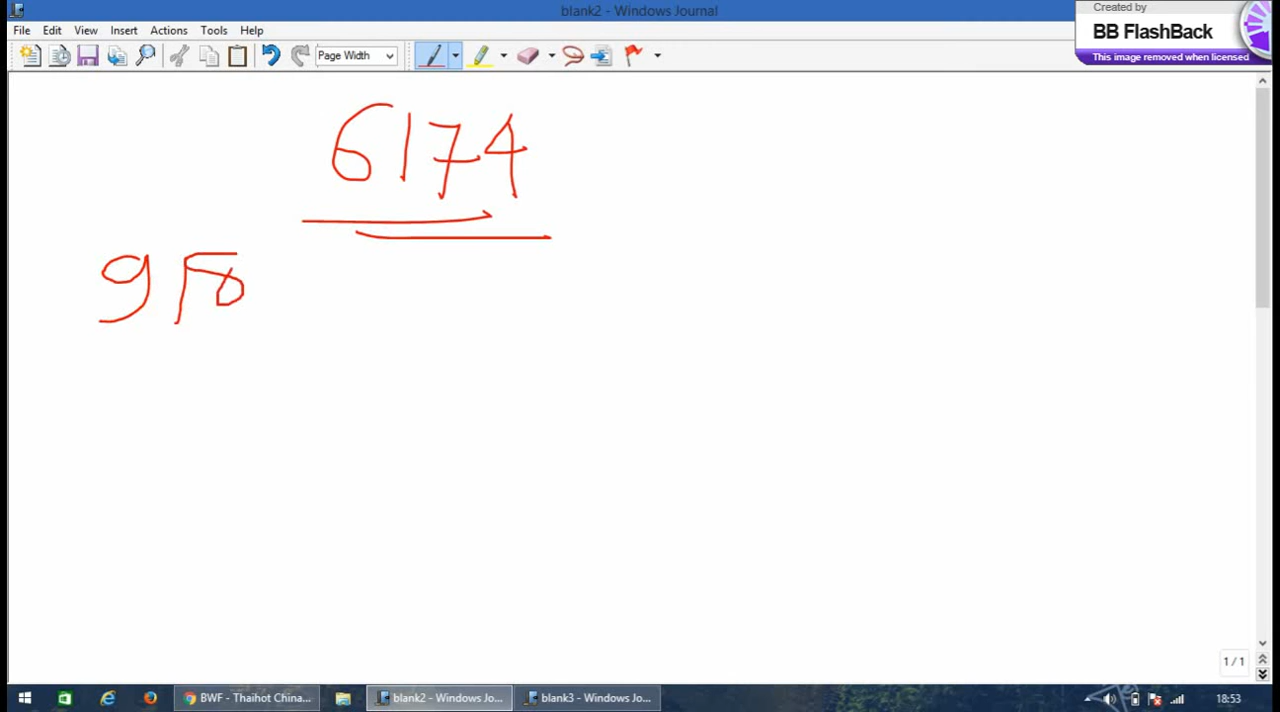 blank2 - Windows Journal
Created by
BB FlashBack
This image removed when licensed
File Edit View Insert Actions Tools Help
Page Width
6174
9
1 / 1
BWF - Thaihot China...
blank2 - Windows Jo...
blank3 - Windows Jo...
18:53